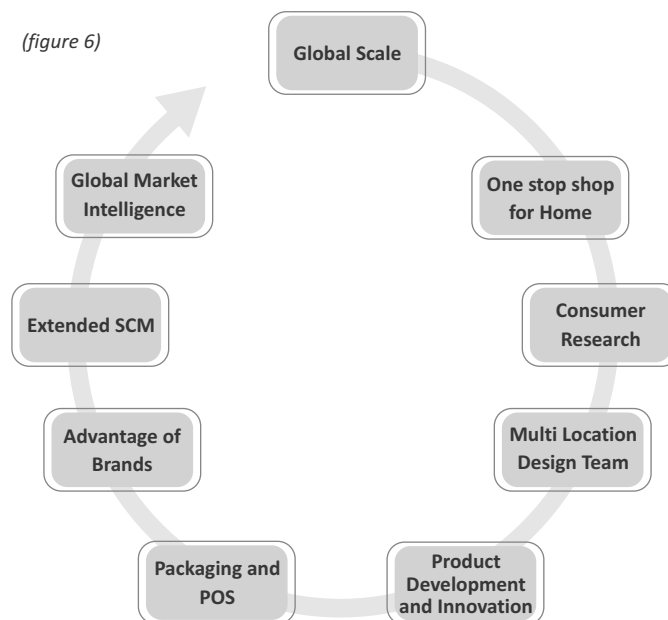 (figure 6)
Global Scale
One stop shop
for Home
Consumer
Research
Multi Location
Design Team
Product
Development
and Innovation
Packaging and
POS
Advantage of
Brands
Extended SCM
Global Market
Intelligence